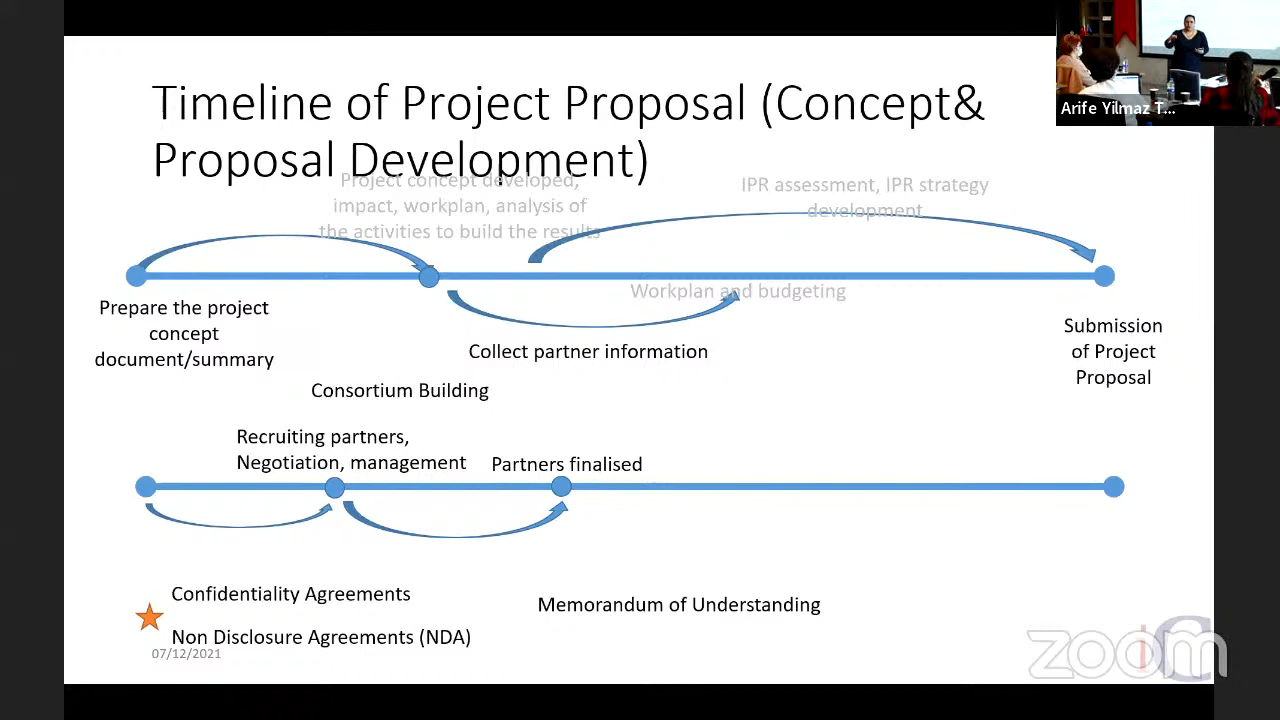 Timeline of Project Proposal (Concept&
Proposal Development)
Project concept developed,
impact, workplan, analysis of
the activities to build the results
IPR assessment, IPR strategy
development
Workplan and budgeting
Prepare the project
concept
document/summary
Collect partner information
Submission
of Project
Proposal
Consortium Building
Recruiting partners,
Negotiation, management
Partners finalised
Confidentiality Agreements
Non Disclosure Agreements (NDA)
Memorandum of Understanding
07/12/2021
Arife Yilmaz T...
zoom